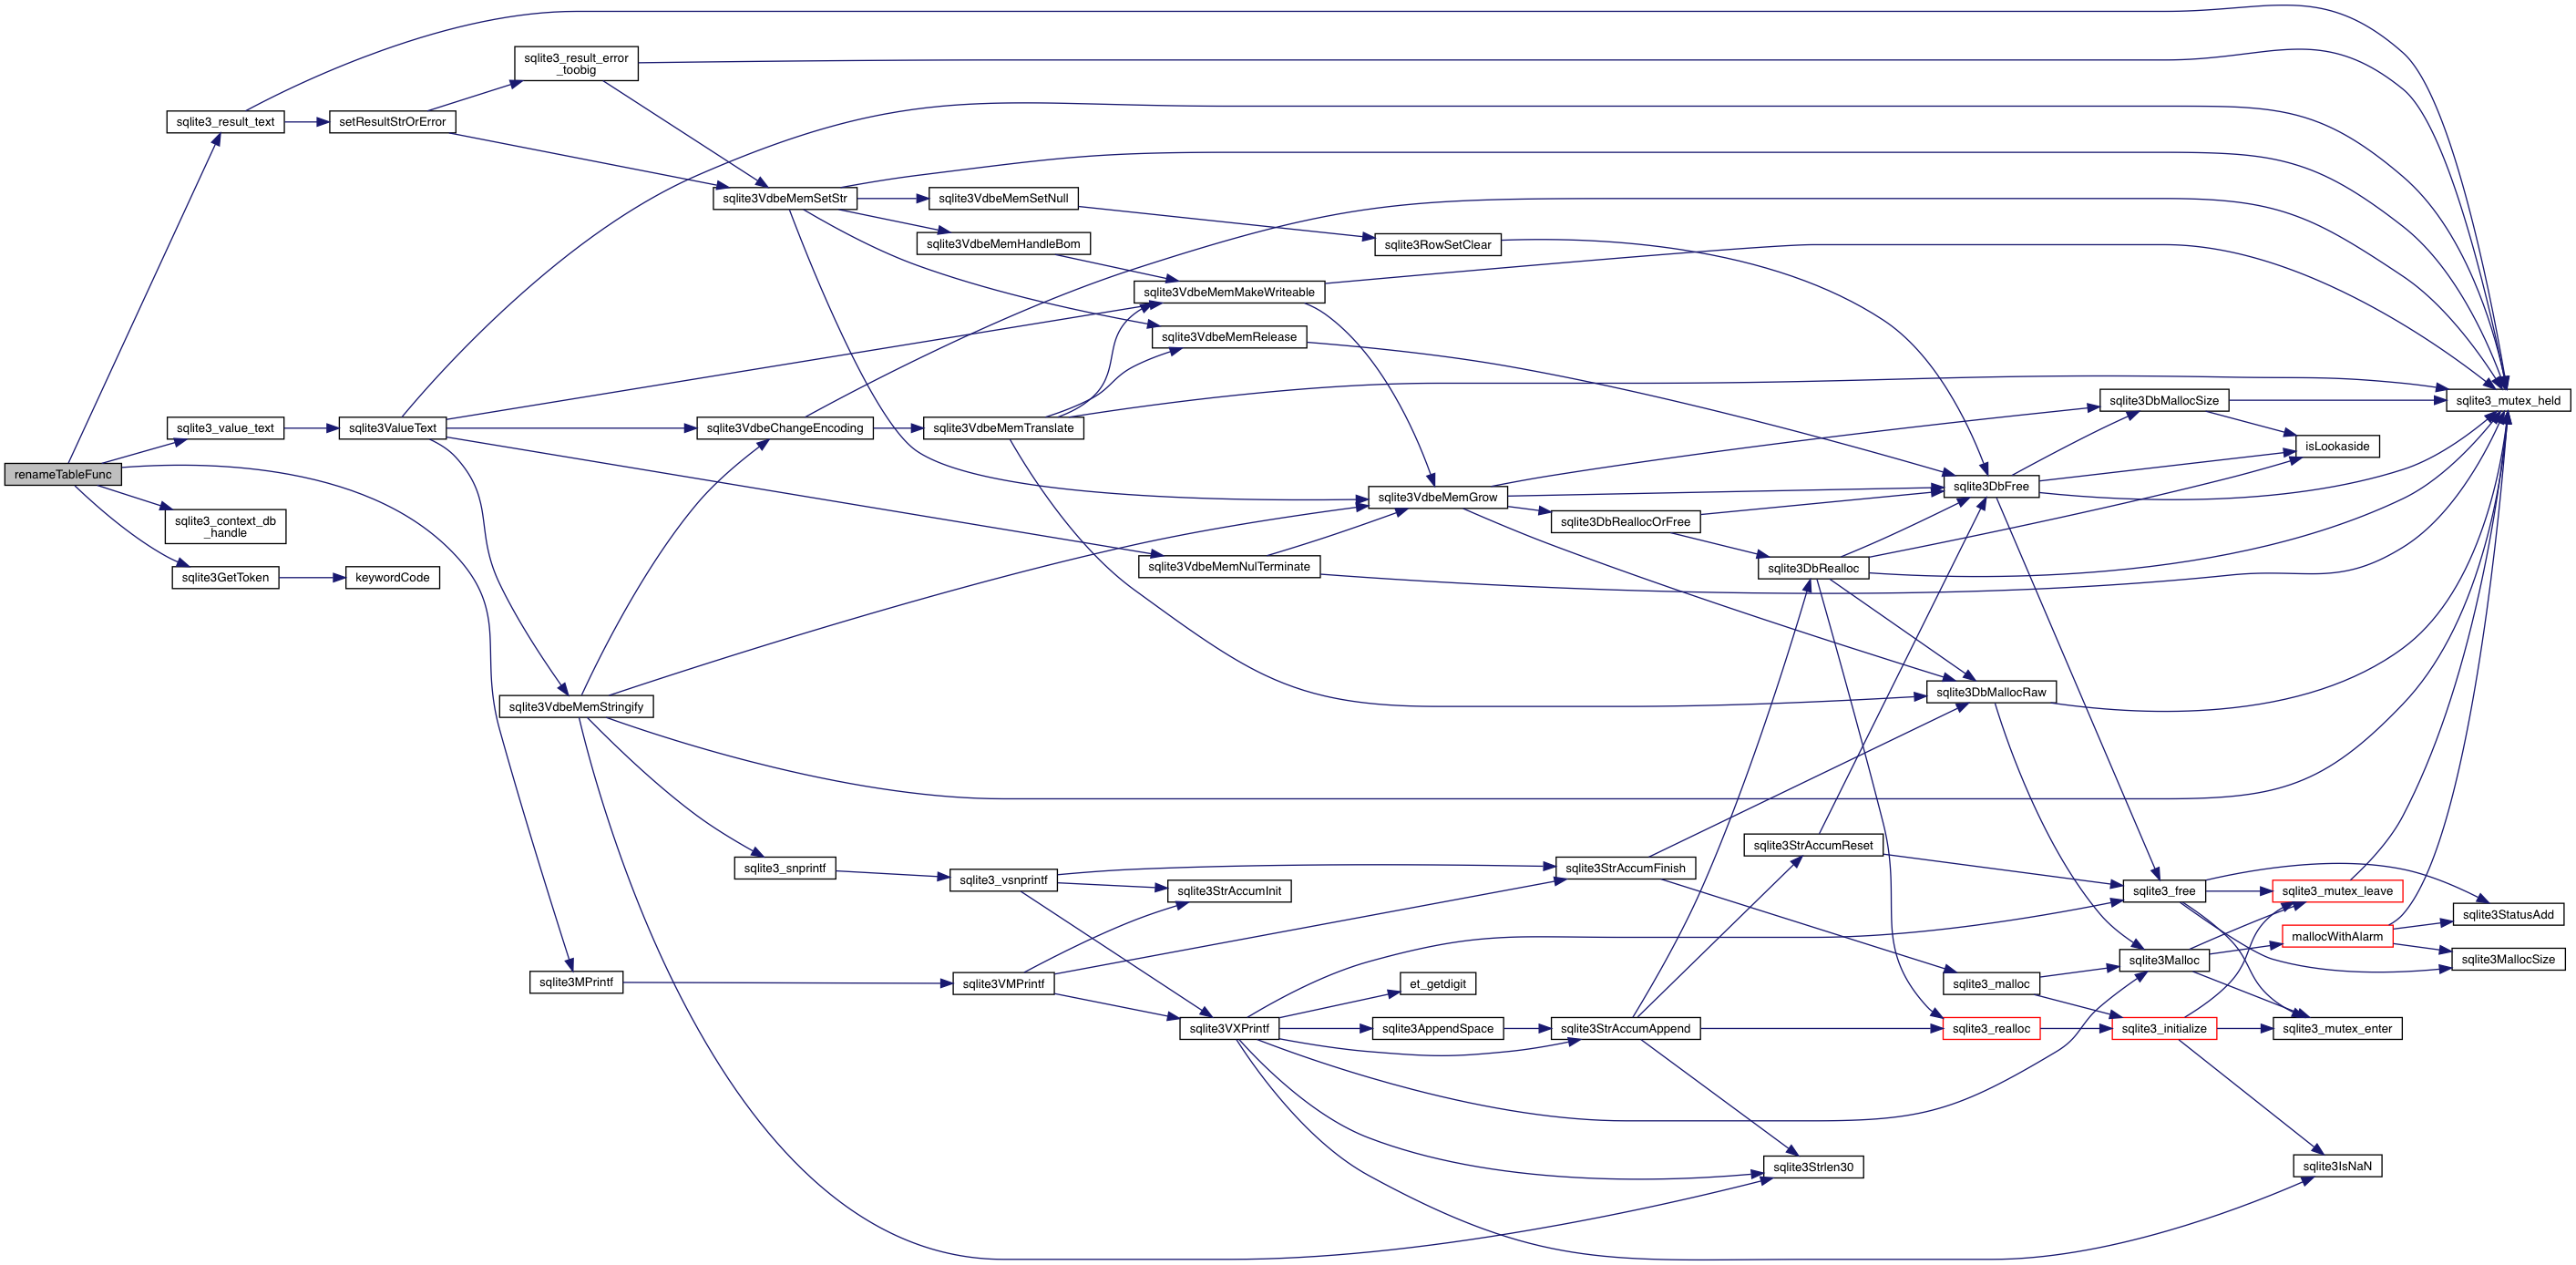 renameTableFunc
sqlite3_result_text
sqlite3_value_text
sqlite3_context_db
_handle
sqlite3GetToken
setResultStrOrError
sqlite3ValueText
keywordCode
sqlite3_result_error
_toobig
sqlite3VdbeMemStringify
sqlite3MPrintf
sqlite3VdbeMemSetStr
sqlite3VdbeChangeEncoding
sqlite3_snprintf
sqlite3VdbeMemSetNull
sqlite3VdbeMemHandleBom
sqlite3VdbeMemTranslate
sqlite3_vsnprintf
sqlite3VMPrintf
sqlite3VdbeMemMakeWriteable
sqlite3VdbeMemRelease
sqlite3VdbeMemNulTerminate
sqlite3StrAccumInit
sqlite3VXPrintf
sqlite3RowSetClear
sqlite3VdbeMemGrow
et_getdigit
sqlite3AppendSpace
sqlite3DbReallocOrFree
sqlite3StrAccumFinish
sqlite3StrAccumAppend
sqlite3DbRealloc
sqlite3StrAccumReset
sqlite3Strlen30
sqlite3DbFree
sqlite3DbMallocRaw
sqlite3_malloc
sqlite3_realloc
sqlite3DbMallocSize
sqlite3_free
sqlite3Malloc
sqlite3_initialize
isLookaside
sqlite3_mutex_leave
mallocWithAlarm
sqlite3_mutex_enter
sqlite3IsNaN
sqlite3_mutex_held
sqlite3StatusAdd
sqlite3MallocSize